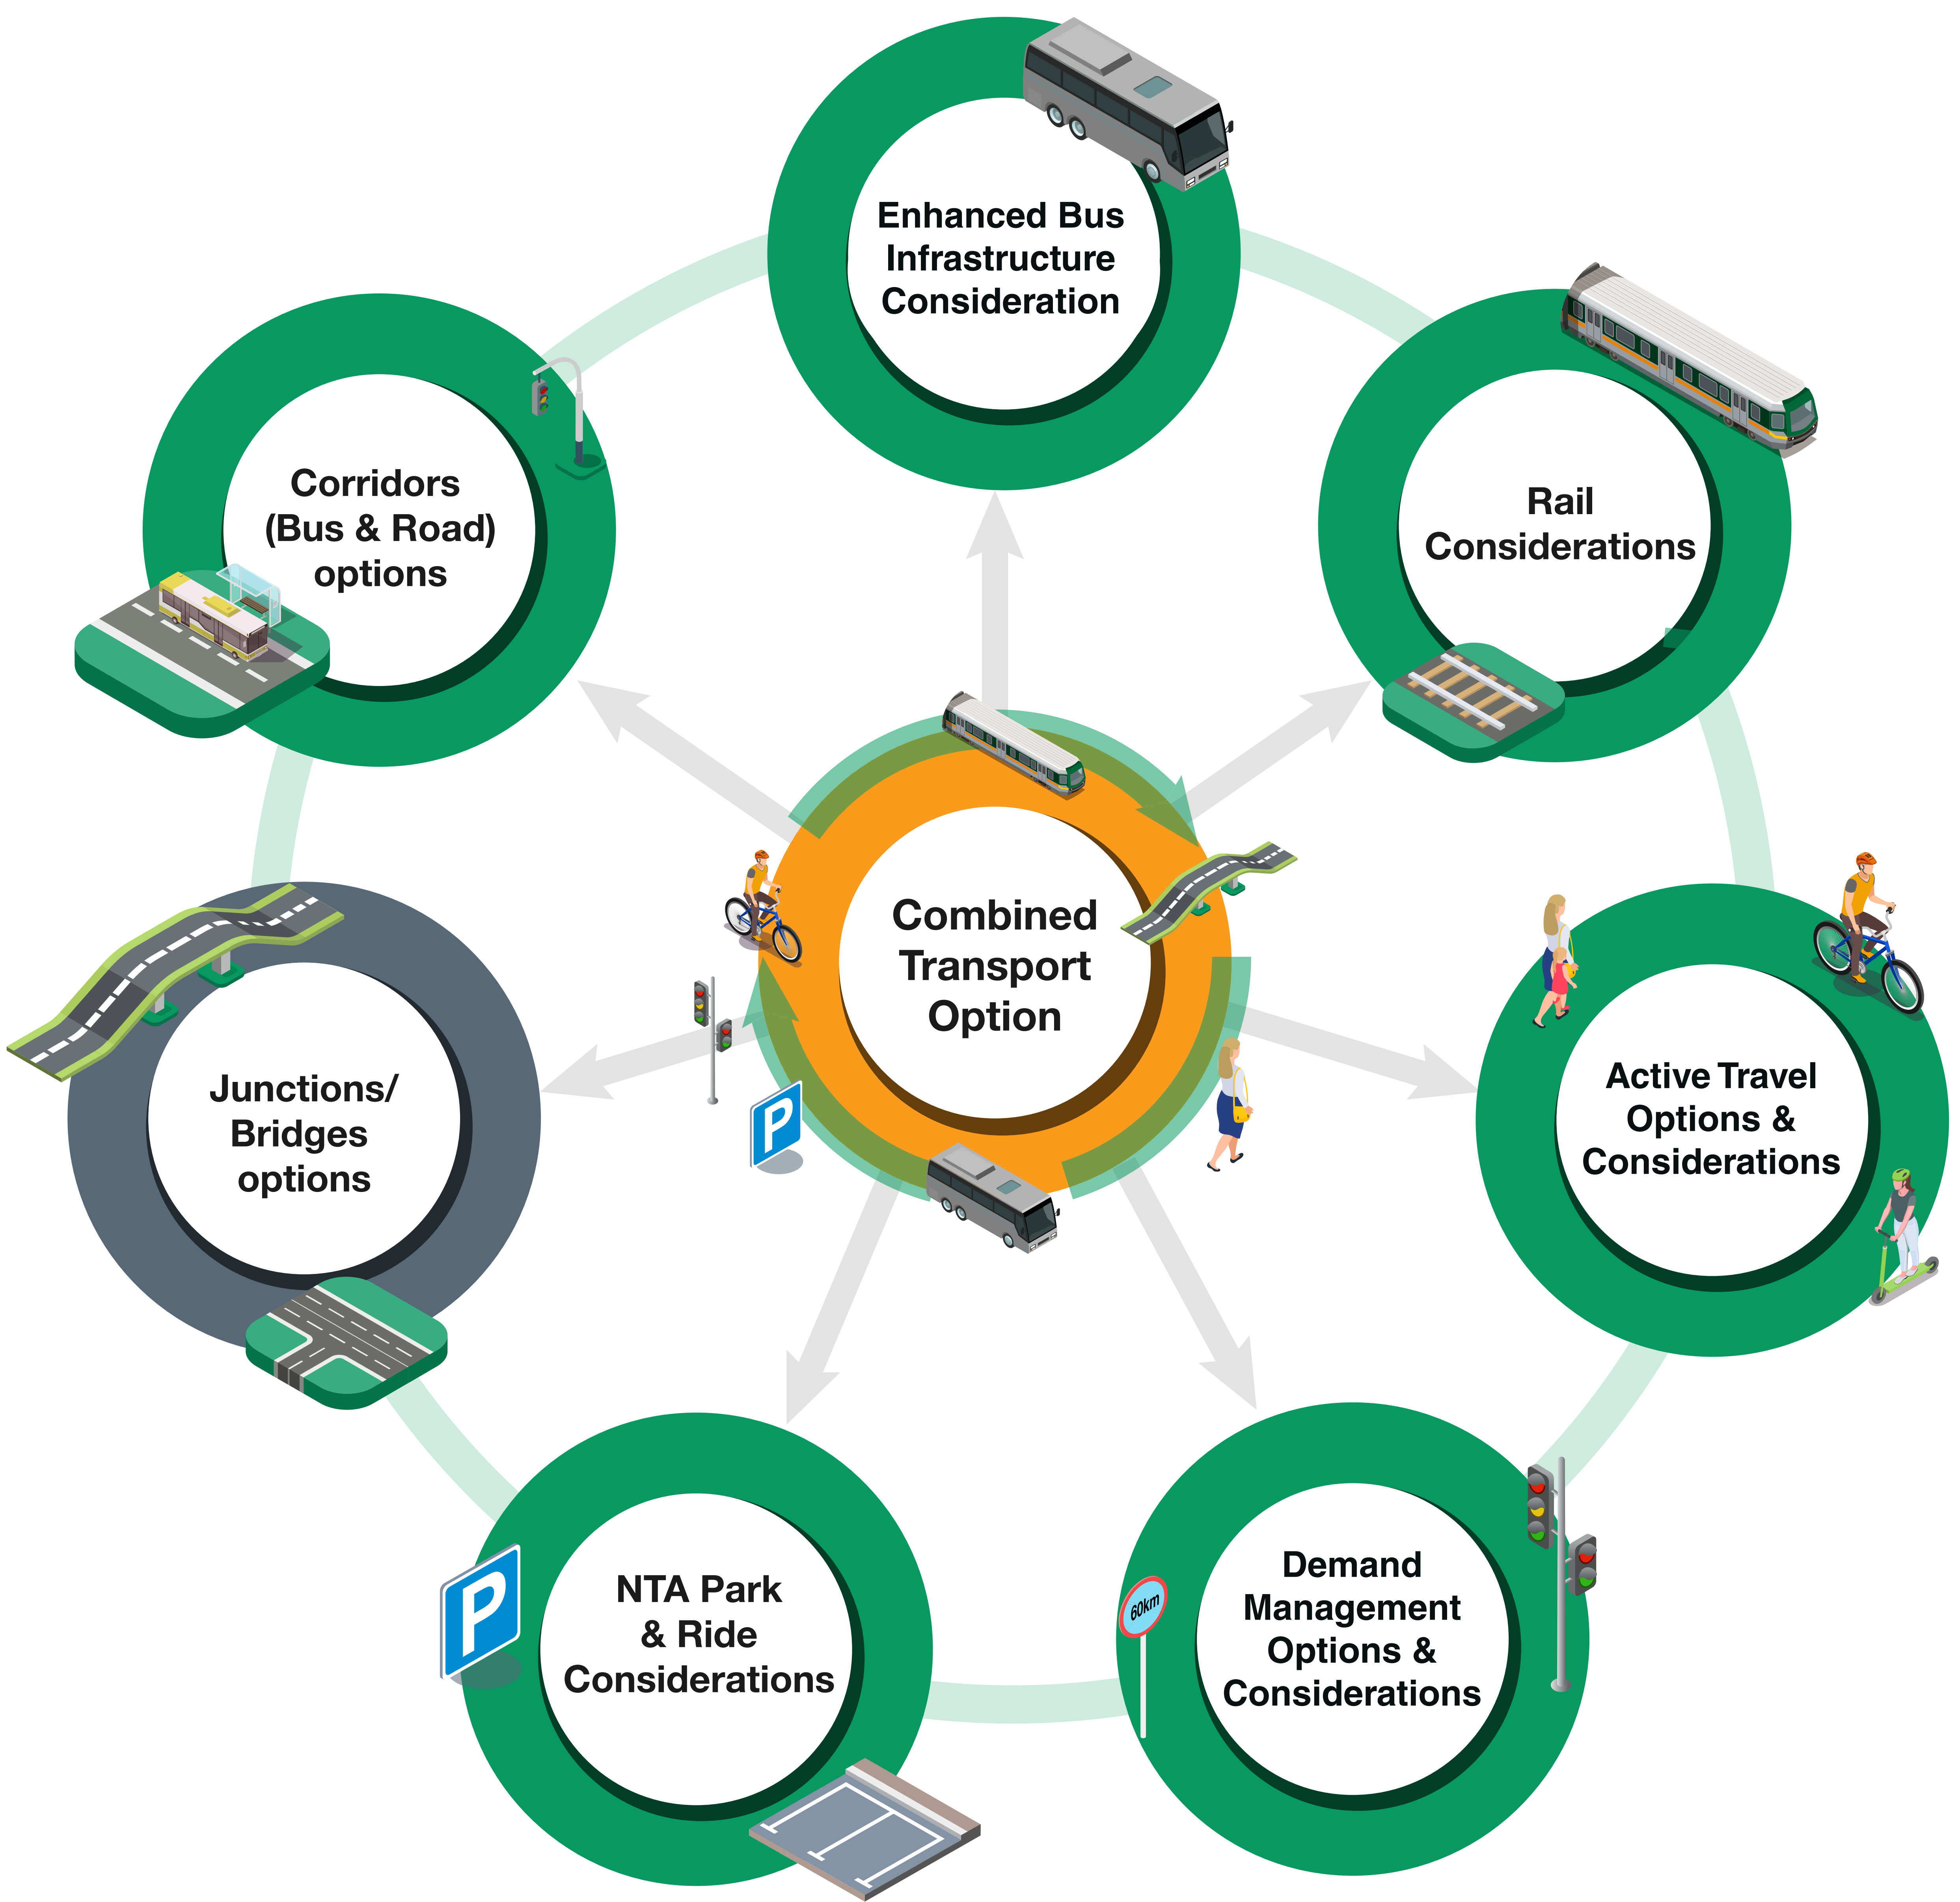 Enhanced Bus
Infrastructure
Consideration
Corridors
(Bus & Road)
options
Rail
Considerations
Combined
Transport
Option
Junctions/
Bridges
options
Active Travel
Options &
Considerations
NTA Park
& Ride
Considerations
Demand
Management
Options &
Considerations
P
P
60km